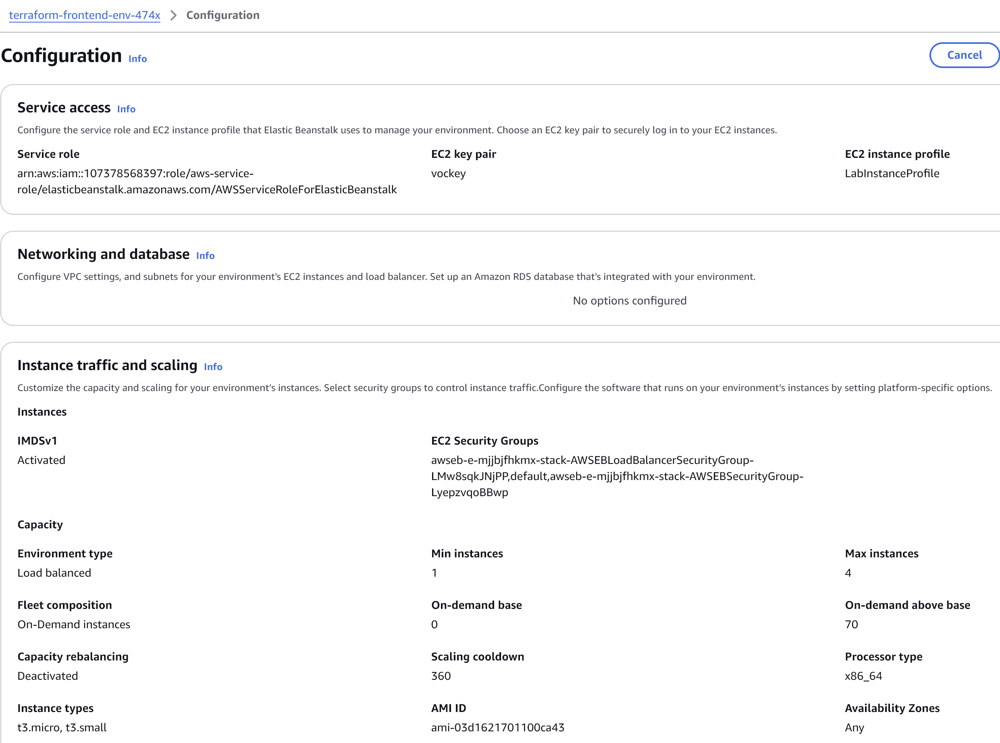 terraform-frontend-env-474x > Configuration
Configuration Info
Cancel
Service access Info
Configure the service role and EC2 instance profile that Elastic Beanstalk uses to manage your environment. Choose an EC2 key pair to securely log in to your EC2 instances.
Service role
arn:aws:iam::107378568397:role/aws-service-
role/elasticbeanstalk.amazonaws.com/AWSServiceRoleForElasticBeanstalk
EC2 key pair
vockey
EC2 instance profile
LabInstanceProfile
Networking and database Info
Configure VPC settings, and subnets for your environment's EC2 instances and load balancer. Set up an Amazon RDS database that's integrated with your environment.
No options configured
Instance traffic and scaling Info
Customize the capacity and scaling for your environment’s instances. Select security groups to control instance traffic.Configure the software that runs on your environment’s instances by setting platform-specific options.
Instances
IMDSv1
Activated
EC2 Security Groups
awseb-e-mjjbjfhkmx-stack-AWSEBLoadBalancerSecurityGroup-
LMw8sqkJNjPP,default,awseb-e-mjjbjfhkmx-stack-AWSEBSecurityGroup-
LyepzvqoBBwp
Capacity
Environment type
Load balanced
Min instances
1
Max instances
4
Fleet composition
On-Demand instances
On-demand base
0
On-demand above base
70
Capacity rebalancing
Deactivated
Scaling cooldown
360
Processor type
x86_64
Instance types
t3.micro, t3.small
AMI ID
ami-03d1621701100ca43
Availability Zones
Any